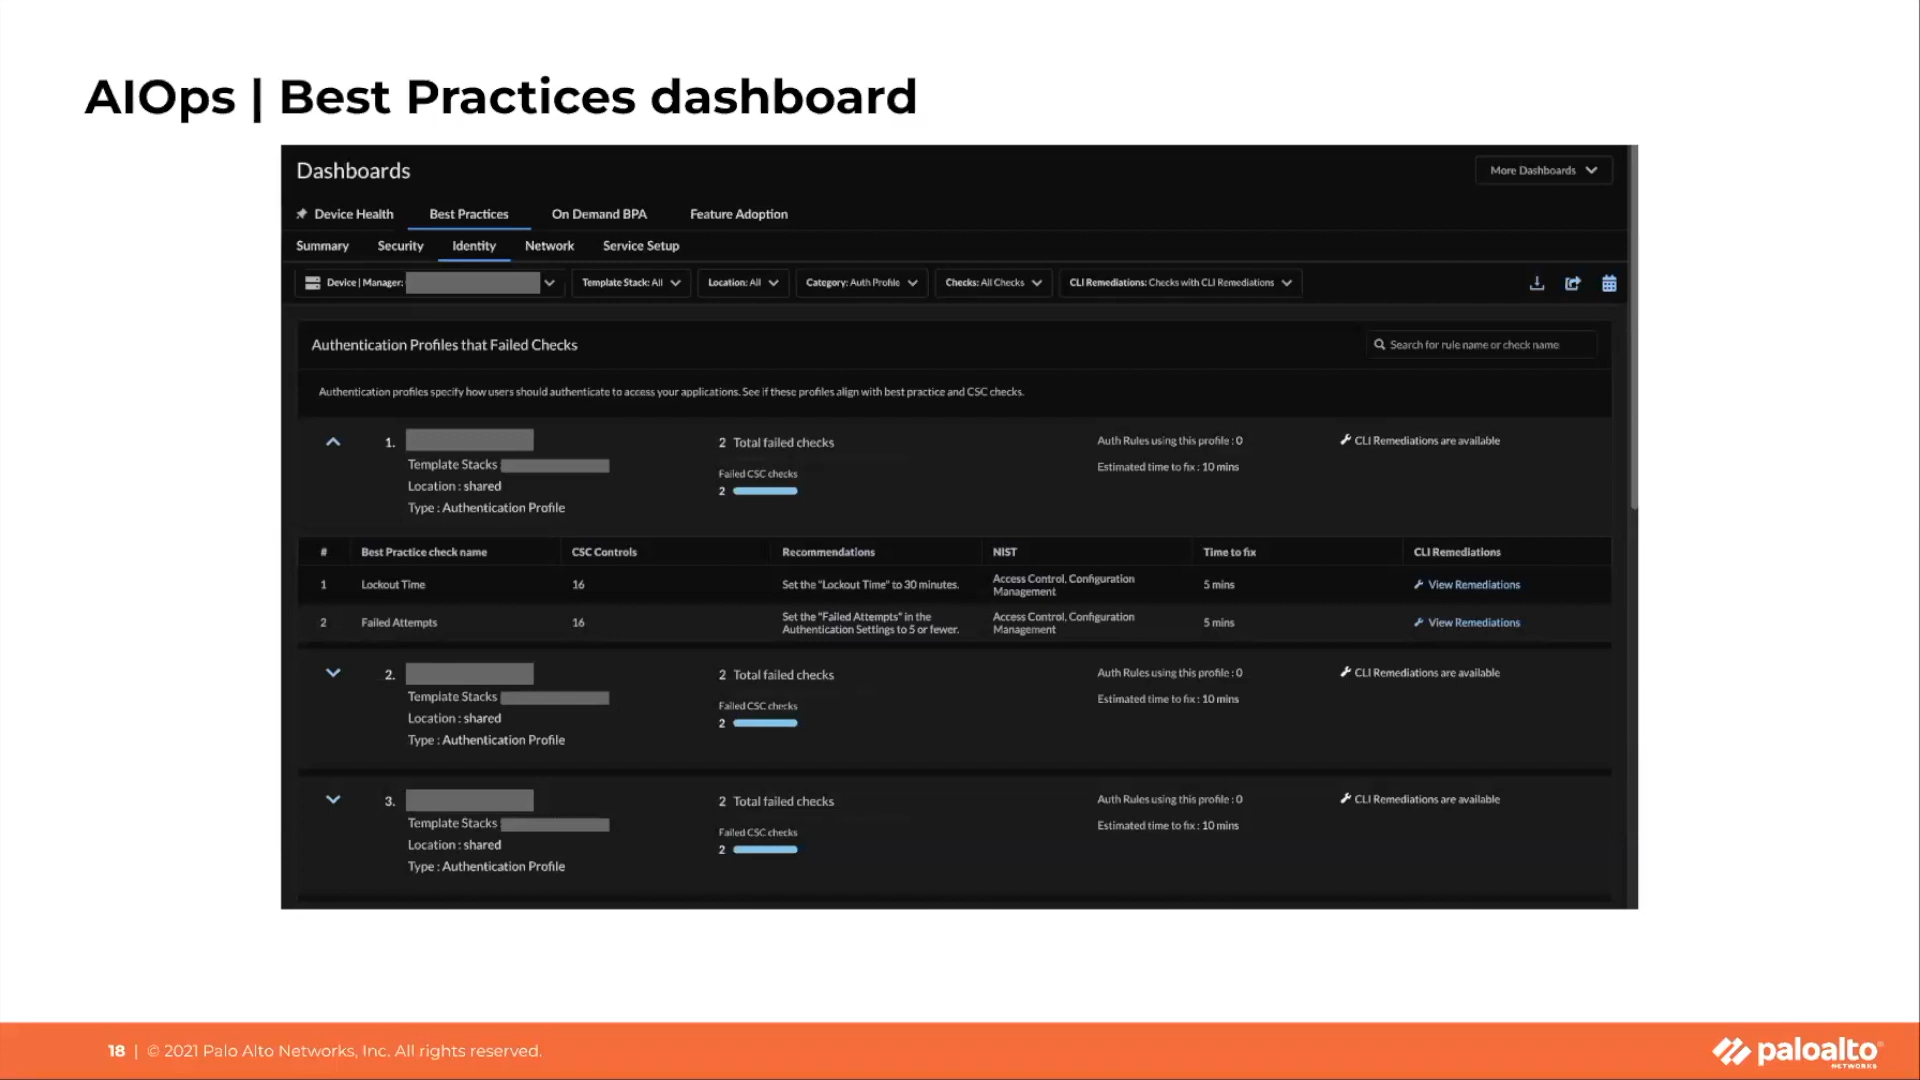 AIOps | Best Practices dashboard
Dashboards
More Dashboards
Device Health Best Practices On Demand BPA Feature Adoption
Summary Security Identity Network Service Setup
Device | Manager: Template Stack: All Location: All Category: Auth Profile Checks: All Checks CLI Remediations: Checks with CLI Remediations
Authentication Profiles that Failed Checks
Search for rule name or check name
Authentication profiles specify how users should authenticate to access your applications. See if these profiles align with best practice and CSC checks.
1. 2 Total failed checks Auth Rules using this profile : 0 CLI Remediations are available
Template Stacks Failed CSC checks Estimated time to fix : 10 mins
Location : shared 2
Type : Authentication Profile
# Best Practice check name CSC Controls Recommendations NIST Time to fix CLI Remediations
1 Lockout Time 16 Set the "Lockout Time" to 30 minutes. Access Control, Configuration Management 5 mins View Remediations
2 Failed Attempts 16 Set the "Failed Attempts" in the Authentication Settings to 5 or fewer. Access Control, Configuration Management 5 mins View Remediations
2. 2 Total failed checks Auth Rules using this profile : 0 CLI Remediations are available
Template Stacks Failed CSC checks Estimated time to fix : 10 mins
Location : shared 2
Type : Authentication Profile
3. 2 Total failed checks Auth Rules using this profile : 0 CLI Remediations are available
Template Stacks Failed CSC checks Estimated time to fix : 10 mins
Location : shared 2
Type : Authentication Profile
18 | © 2021 Palo Alto Networks, Inc. All rights reserved.
paloalto®
NETWORKS